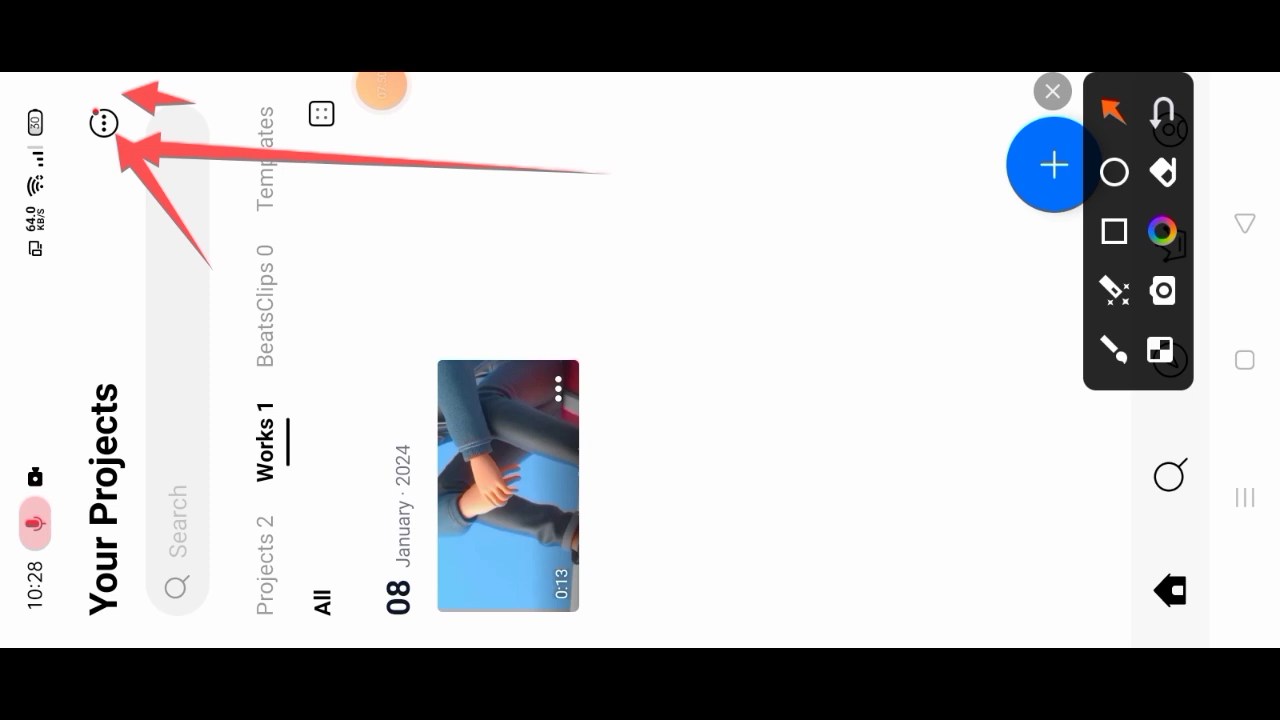 10:28
64.0
KB/S
30
Your Projects
Search
Projects 2 Works 1 BeatsClips 0 Templates
All
08 January · 2024
0:13